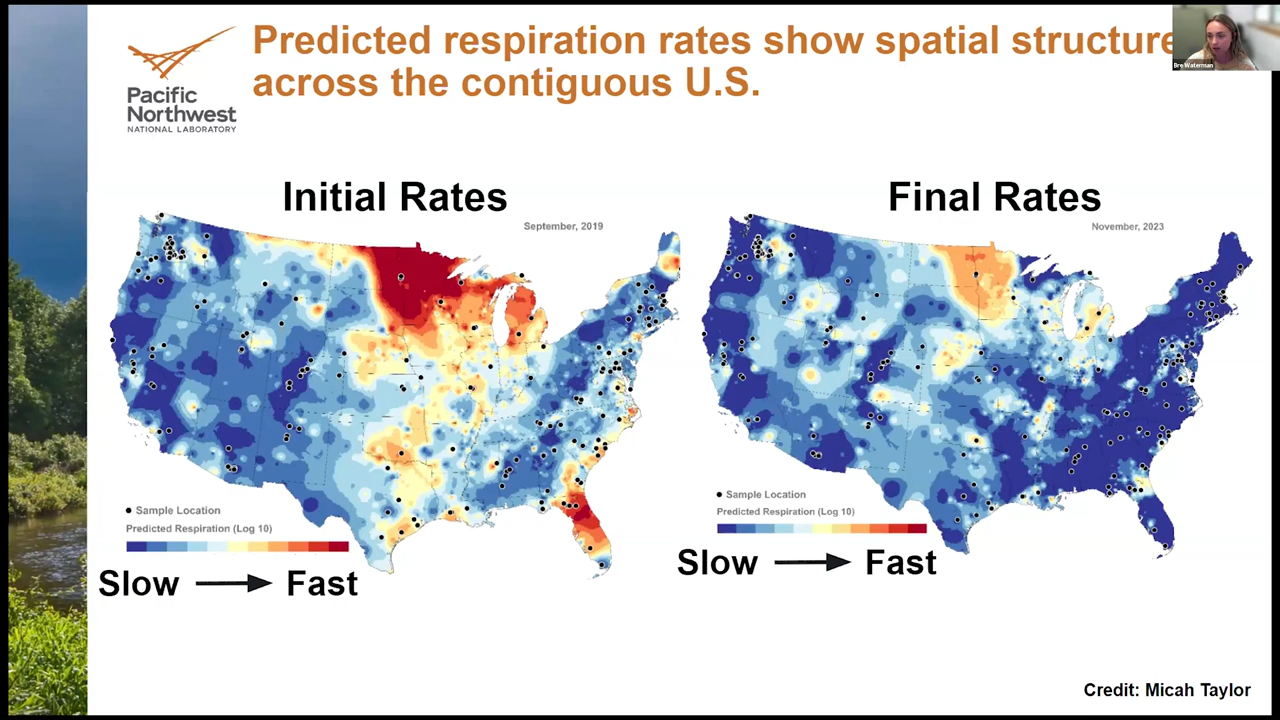 Predicted respiration rates show spatial structure
across the contiguous U.S.
Bre Waterman
Pacific
Northwest
NATIONAL LABORATORY
Initial Rates
September, 2019
Sample Location
Predicted Respiration (Log 10)
Slow
Fast
Final Rates
November, 2023
Sample Location
Predicted Respiration (Log 10)
Slow
Fast
Credit: Micah Taylor